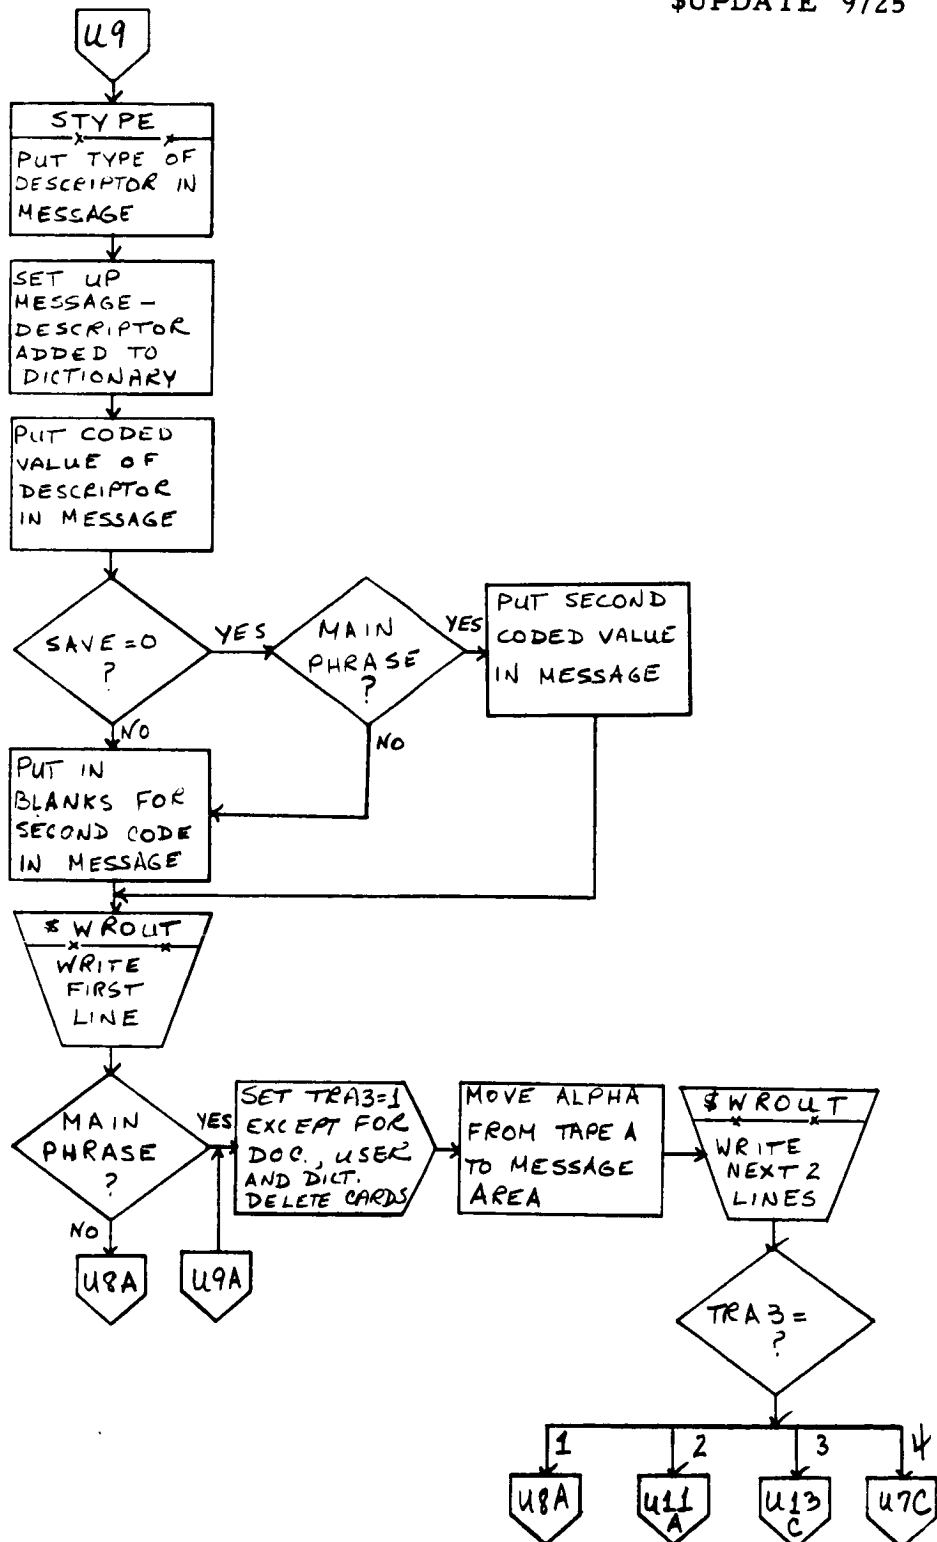 $UPDATE 9/25
U9
STYPE
PUT TYPE OF
DESCRIPTOR IN
MESSAGE
SET UP
MESSAGE-
DESCRIPTOR
ADDED TO
DICTIONARY
PUT CODED
VALUE OF
DESCRIPTOR
IN MESSAGE
SAVE=0
?
YES
MAIN
PHRASE
?
YES
PUT SECOND
CODED VALUE
IN MESSAGE
NO
NO
PUT IN
BLANKS FOR
SECOND CODE
IN MESSAGE
$ WROUT
WRITE
FIRST
LINE
MAIN
PHRASE
?
YES
SET TRA3=1
EXCEPT FOR
DOC., USER
AND DICT.
DELETE CARDS
MOVE ALPHA
FROM TAPE A
TO MESSAGE
AREA
$ WROUT
WRITE
NEXT 2
LINES
NO
U8A
U9A
TRA3=
?
1
2
3
4
U8A
U11
A
U13
C
U7C